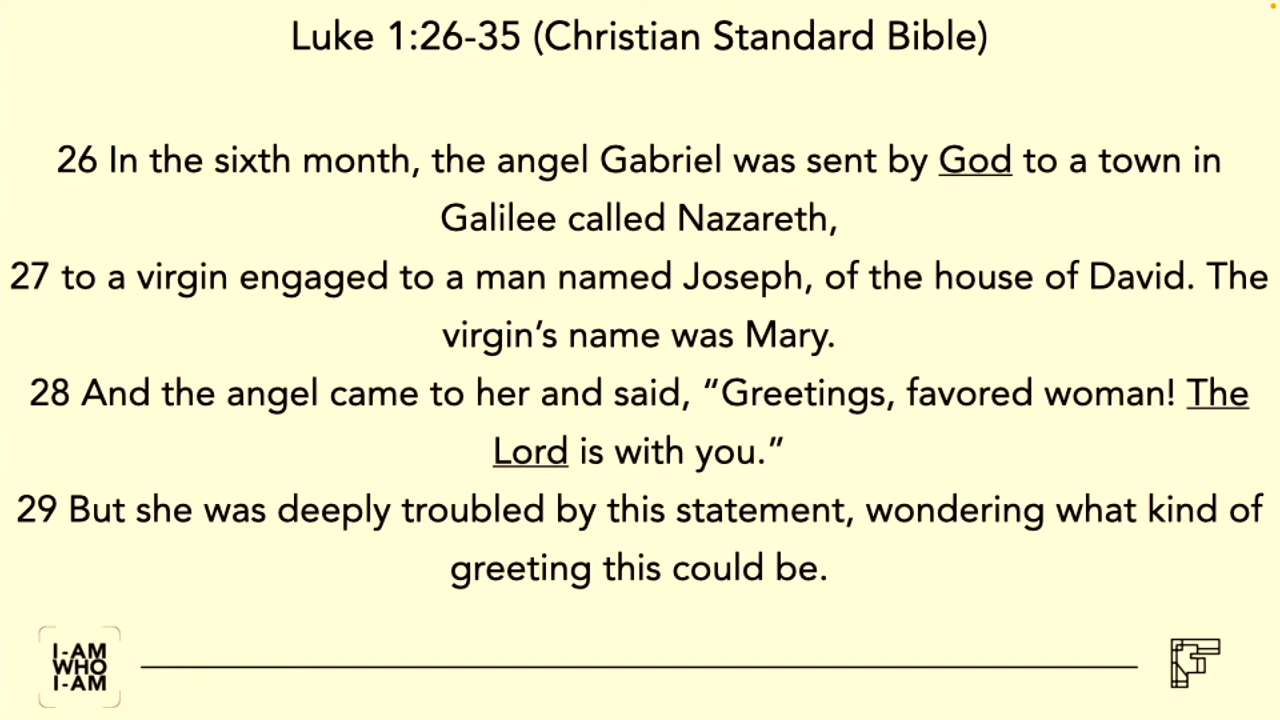 Luke 1:26-35 (Christian Standard Bible)
26 In the sixth month, the angel Gabriel was sent by God to a town in
Galilee called Nazareth,
27 to a virgin engaged to a man named Joseph, of the house of David. The
virgin’s name was Mary.
28 And the angel came to her and said, “Greetings, favored woman! The
Lord is with you.”
29 But she was deeply troubled by this statement, wondering what kind of
greeting this could be.
I-AM
WHO
I-AM